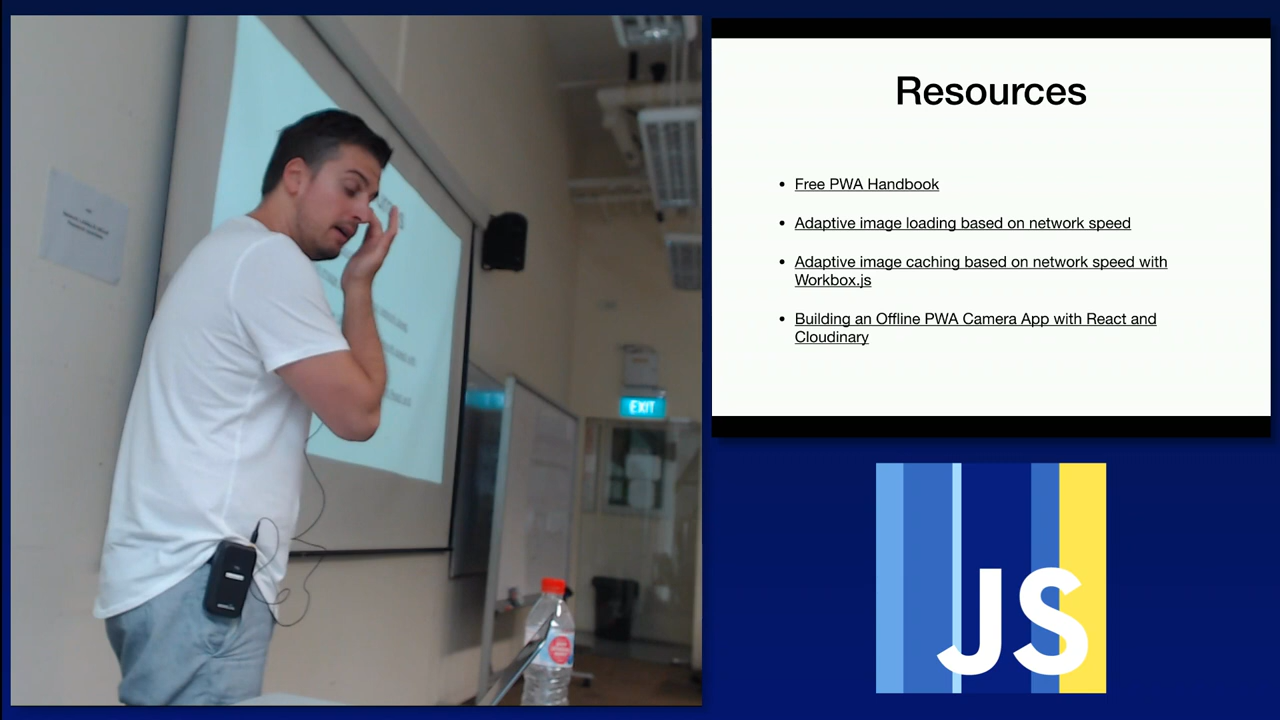 Resources
• Free PWA Handbook
• Adaptive image loading based on network speed
• Adaptive image caching based on network speed with
Workbox.js
• Building an Offline PWA Camera App with React and
Cloudinary
EXIT
JS